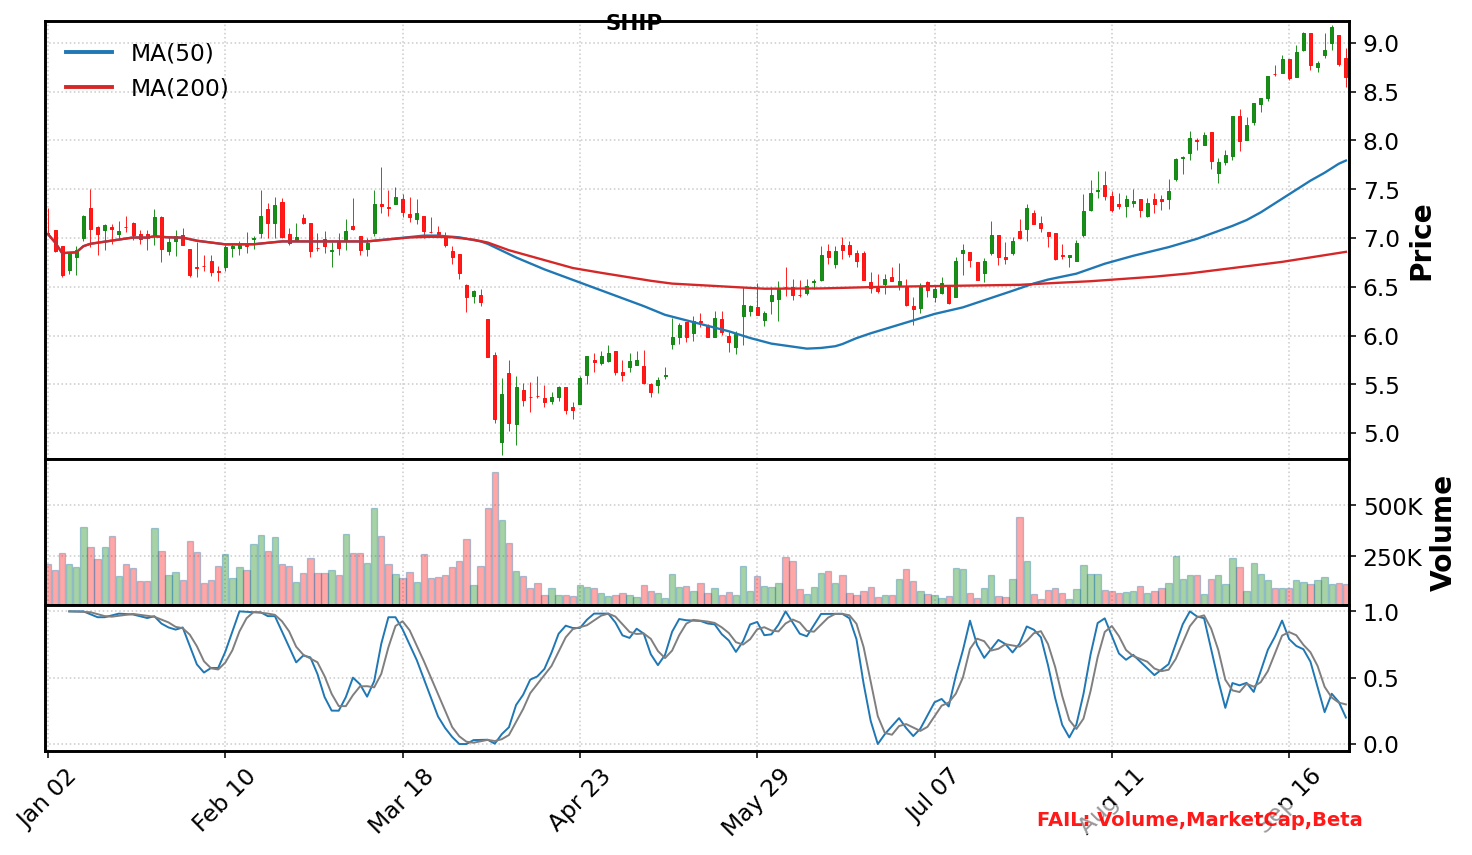 SHIP
MA(50)
MA(200)
9.0
8.5
8.0
7.5
7.0
6.5
6.0
5.5
5.0
Price
500K
250K
Volume
1.0
0.5
0.0
Jan 02
Feb 10
Mar 18
Apr 23
May 29
Jul 07
Aug 11
Sep 16
FAIL: Volume,MarketCap,Beta